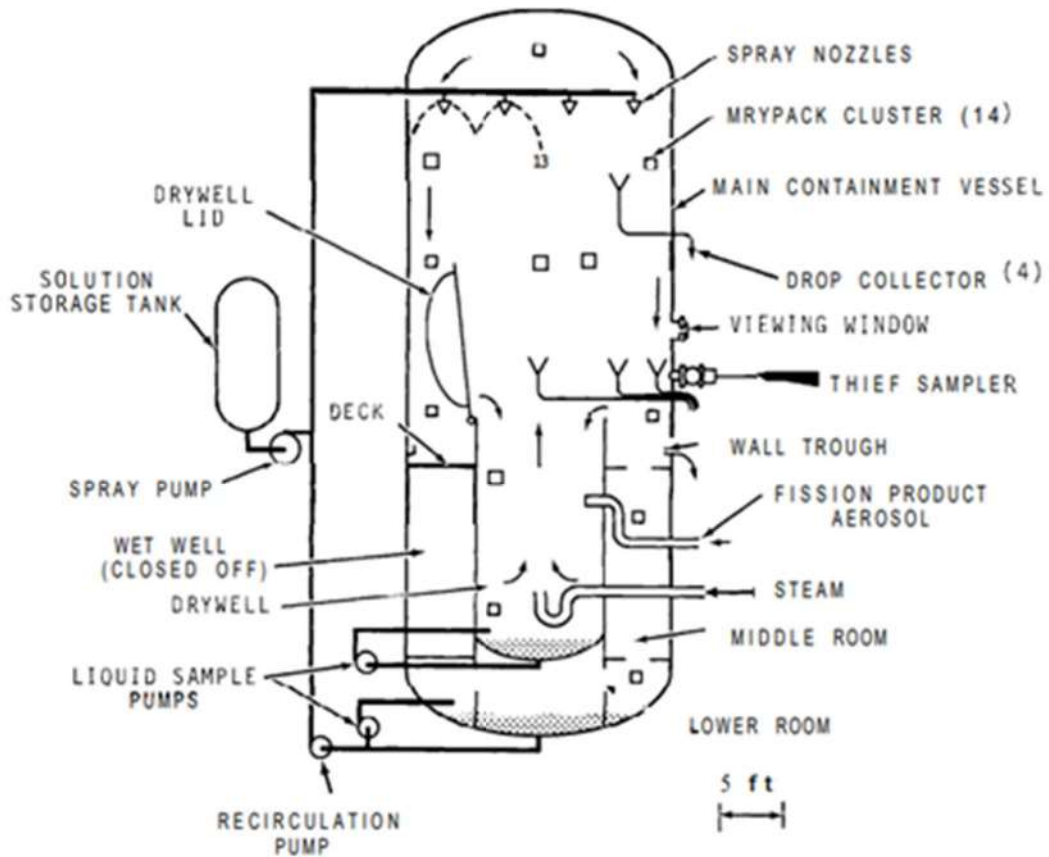 SPRAY NOZZLES
MRYPACK CLUSTER (14)
13
MAIN CONTAINMENT VESSEL
DRYWELL
LID
DROP COLLECTOR (4)
SOLUTION
STORAGE TANK
VIEWING WINDOW
THIEF SAMPLER
DECK
WALL TROUGH
SPRAY PUMP
FISSION PRODUCT
AEROSOL
WET WELL
(CLOSED OFF)
STEAM
DRYWELL
MIDDLE ROOM
LIQUID SAMPLE
PUMPS
LOWER ROOM
5 ft
RECIRCULATION
PUMP